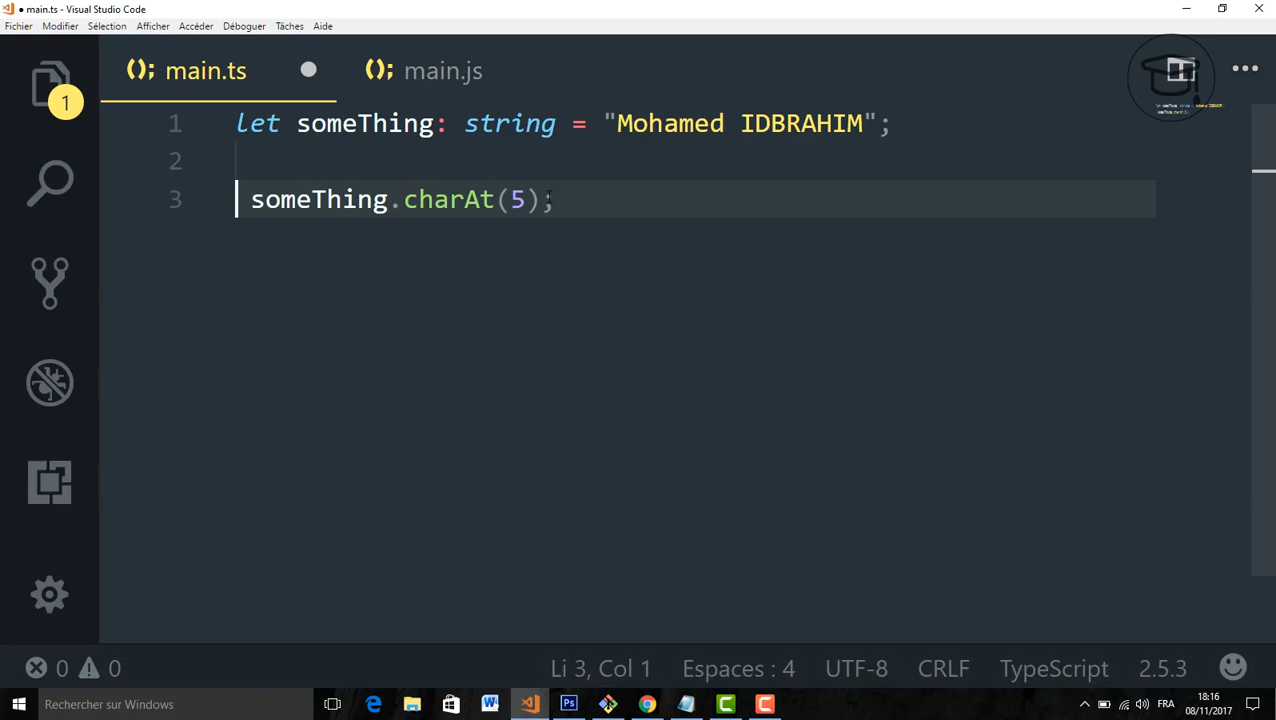 ● main.ts - Visual Studio Code
Fichier Modifier Sélection Afficher Accéder Déboguer Tâches Aide
main.ts main.js
1
1 let someThing: string = "Mohamed IDBRAHIM";
2
3 someThing.charAt(5);
0 0 Li 3, Col 1 Espaces : 4 UTF-8 CRLF TypeScript 2.5.3
Rechercher sur Windows
FRA
18:16
08/11/2017